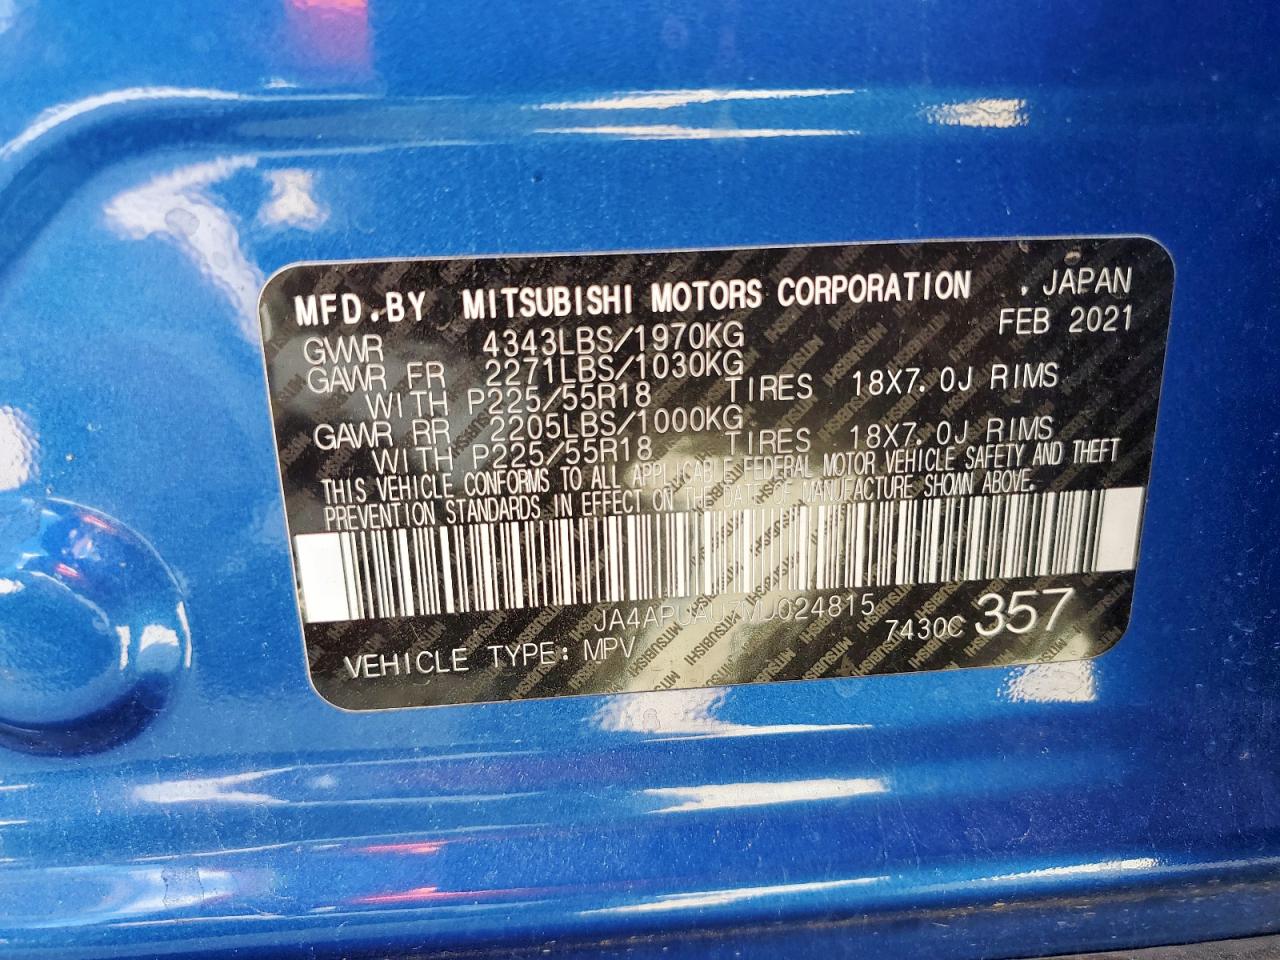 MFD.BY MITSUBISHI MOTORS CORPORATION . JAPAN
FEB 2021
GVWR 4343LBS/1970KG
GAWR FR 2271LBS/1030KG
WITH P225/55R18 TIRES 18X7.0J RIMS
GAWR RR 2205LBS/1000KG
WITH P225/55R18 TIRES 18X7.0J RIMS
THIS VEHICLE CONFORMS TO ALL APPLICABLE FEDERAL MOTOR VEHICLE SAFETY AND THEFT
PREVENTION STANDARDS IN EFFECT ON THE DATE OF MANUFACTURE SHOWN ABOVE.
JA4APUAU7MU024815
7430C 357
VEHICLE TYPE: MPV